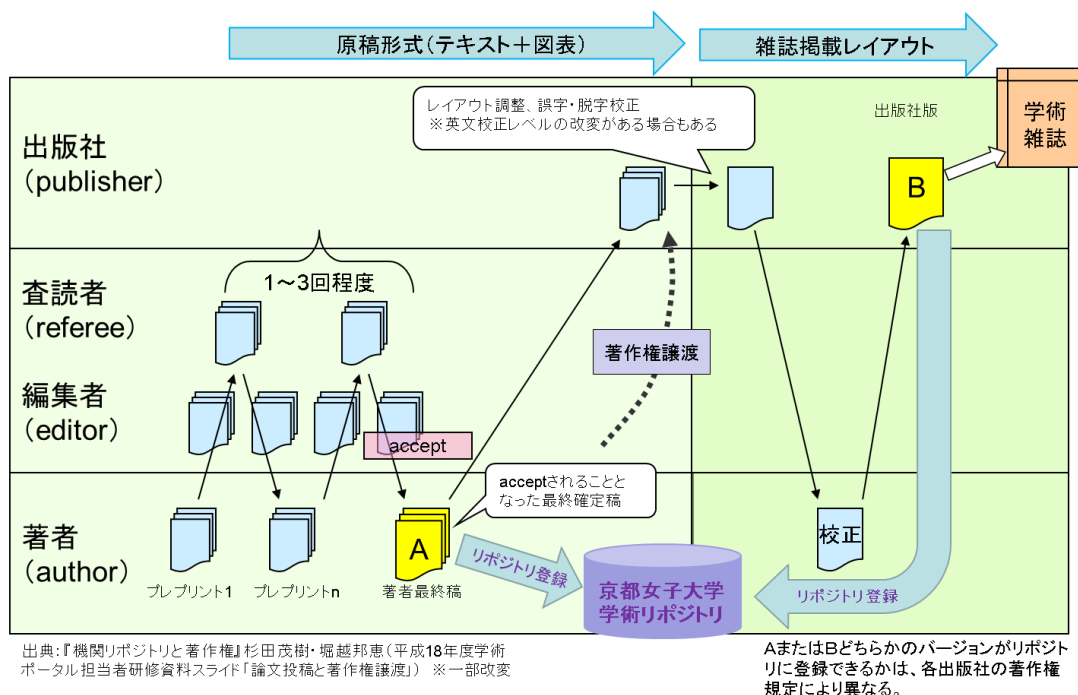 原稿形式(テキスト+図表)
雑誌掲載レイアウト
レイアウト調整、誤字・脱字校正
※英文校正レベルの改変がある場合もある
出版社版
学術
雑誌
出版社
(publisher)
B
1～3回程度
査読者
(referee)
著作権譲渡
編集者
(editor)
accept
acceptされることと
なった最終確定稿
著者
(author)
A
校正
プレプリント1
プレプリントn
著者最終稿
リポジトリ登録
京都女子大学
学術リポジトリ
リポジトリ登録
出典:『機関リポジトリと著作権』杉田茂樹・堀越邦恵(平成18年度学術
ポータル担当者研修資料スライド「論文投稿と著作権譲渡」) ※一部改変
AまたはBどちらかのバージョンがリポジト
リに登録できるかは、各出版社の著作権
規定により異なる。